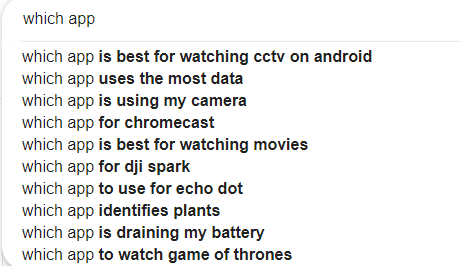 which app
which app is best for watching cctv on android
which app uses the most data
which app is using my camera
which app for chromecast
which app is best for watching movies
which app for dji spark
which app to use for echo dot
which app identifies plants
which app is draining my battery
which app to watch game of thrones